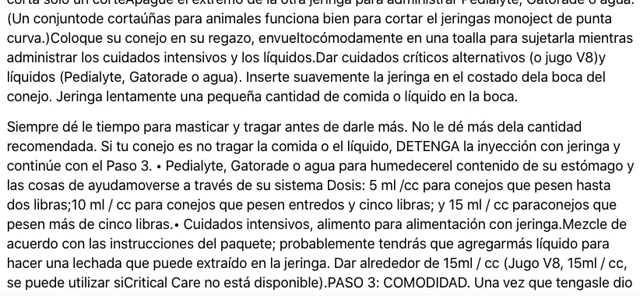 corta solo un corteApague el extremo de la otra jeringa para administrar Pedialyte, Gatorade o agua.
(Un conjuntode cortaúñas para animales funciona bien para cortar el jeringas monoject de punta
curva.)Coloque su conejo en su regazo, envueltocómodamente en una toalla para sujetarla mientras
administrar los cuidados intensivos y los líquidos.Dar cuidados críticos alternativos (o jugo V8)y
líquidos (Pedialyte, Gatorade o agua). Inserte suavemente la jeringa en el costado dela boca del
conejo. Jeringa lentamente una pequeña cantidad de comida o líquido en la boca.
Siempre dé le tiempo para masticar y tragar antes de darle más. No le dé más dela cantidad
recomendada. Si tu conejo es no tragar la comida o el líquido, DETENGA la inyección con jeringa y
continúe con el Paso 3. • Pedialyte, Gatorade o agua para humedecerel contenido de su estómago y
las cosas de ayudamoverse a través de su sistema Dosis: 5 ml /cc para conejos que pesen hasta
dos libras;10 ml / cc para conejos que pesen entredos y cinco libras; y 15 ml / cc paraconejos que
pesen más de cinco libras.• Cuidados intensivos, alimento para alimentación con jeringa.Mezcle de
acuerdo con las instrucciones del paquete; probablemente tendrás que agregarmás líquido para
hacer una lechada que puede extraído en la jeringa. Dar alrededor de 15ml / cc (Jugo V8, 15ml / cc,
se puede utilizar siCritical Care no está disponible).PASO 3: COMODIDAD. Una vez que tengasle dio